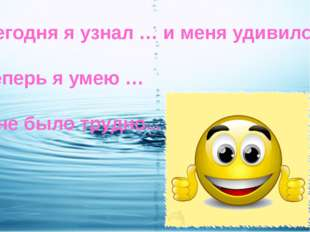 егодня я узнал … и меня удивило
еперь я умею …
не было трудно...